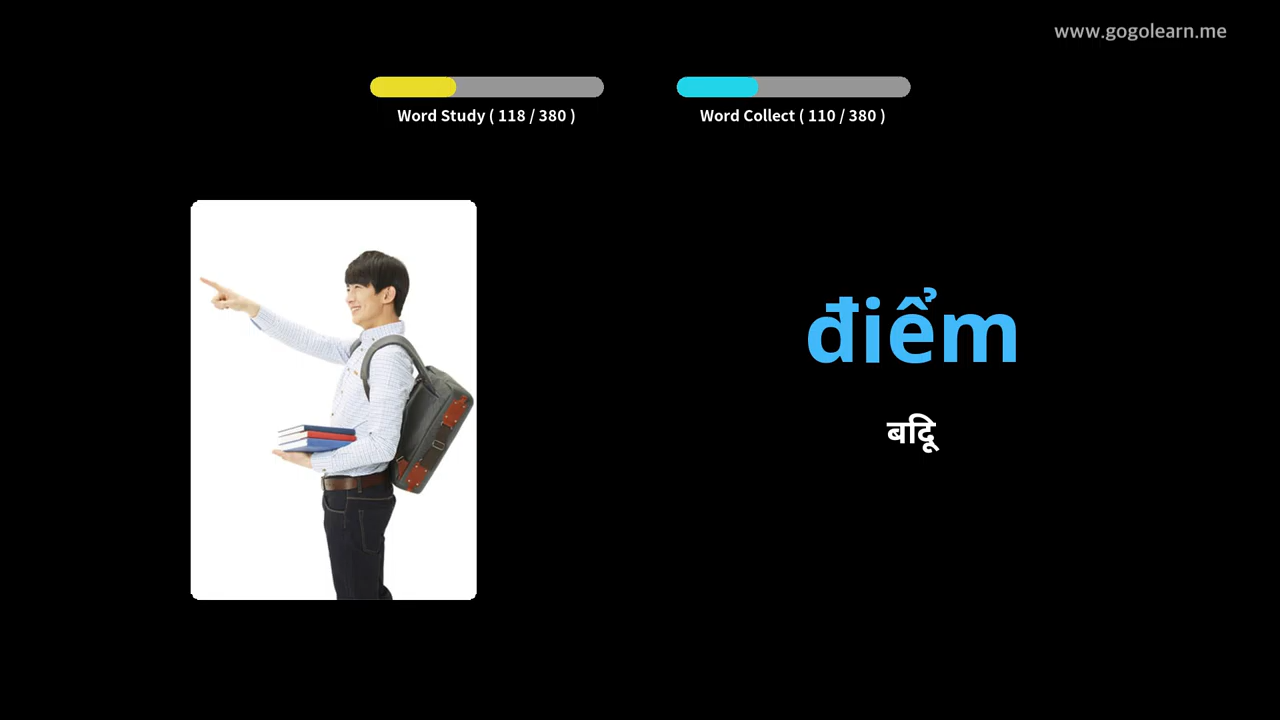 www.gogolearn.me
Word Study ( 118 / 380 )
Word Collect ( 110 / 380 )
điểm
बिंदू